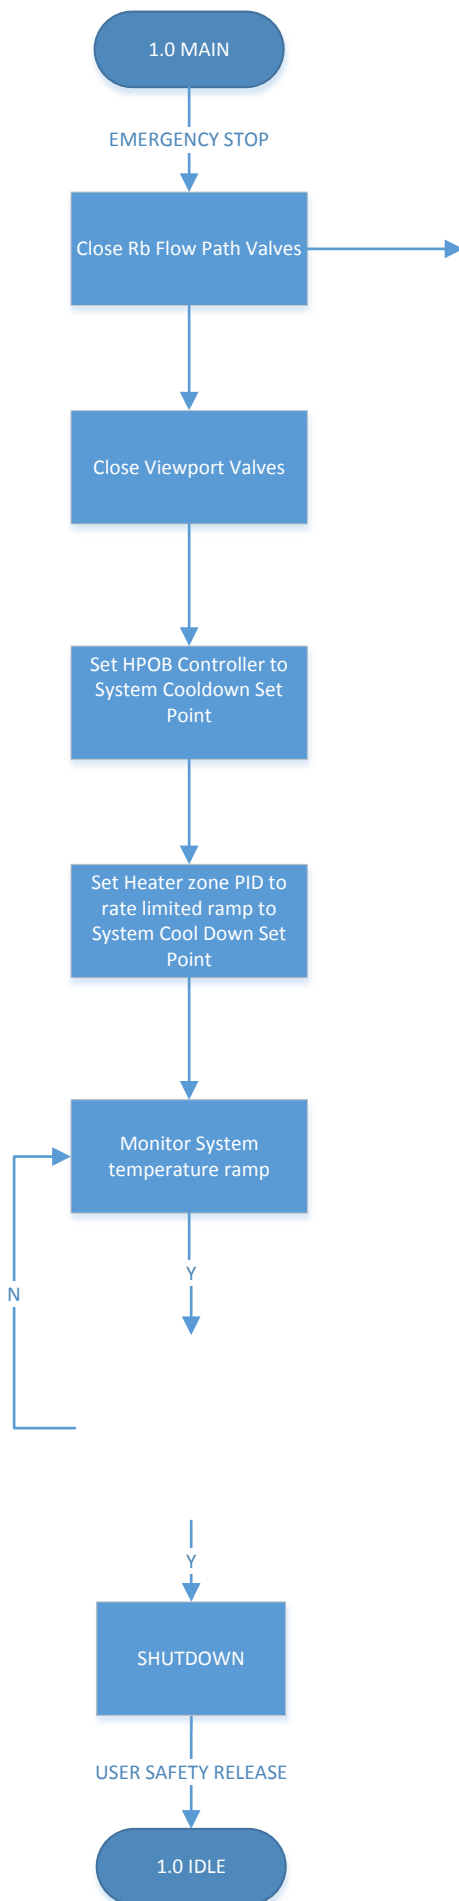 1.0 MAIN
EMERGENCY STOP
Close Rb Flow Path Valves
Close Viewport Valves
Set HPOB Controller to
System Cooldown Set
Point
Set Heater zone PID to
rate limited ramp to
System Cool Down Set
Point
Monitor System
temperature ramp
Y
N
Y
SHUTDOWN
USER SAFETY RELEASE
1.0 IDLE